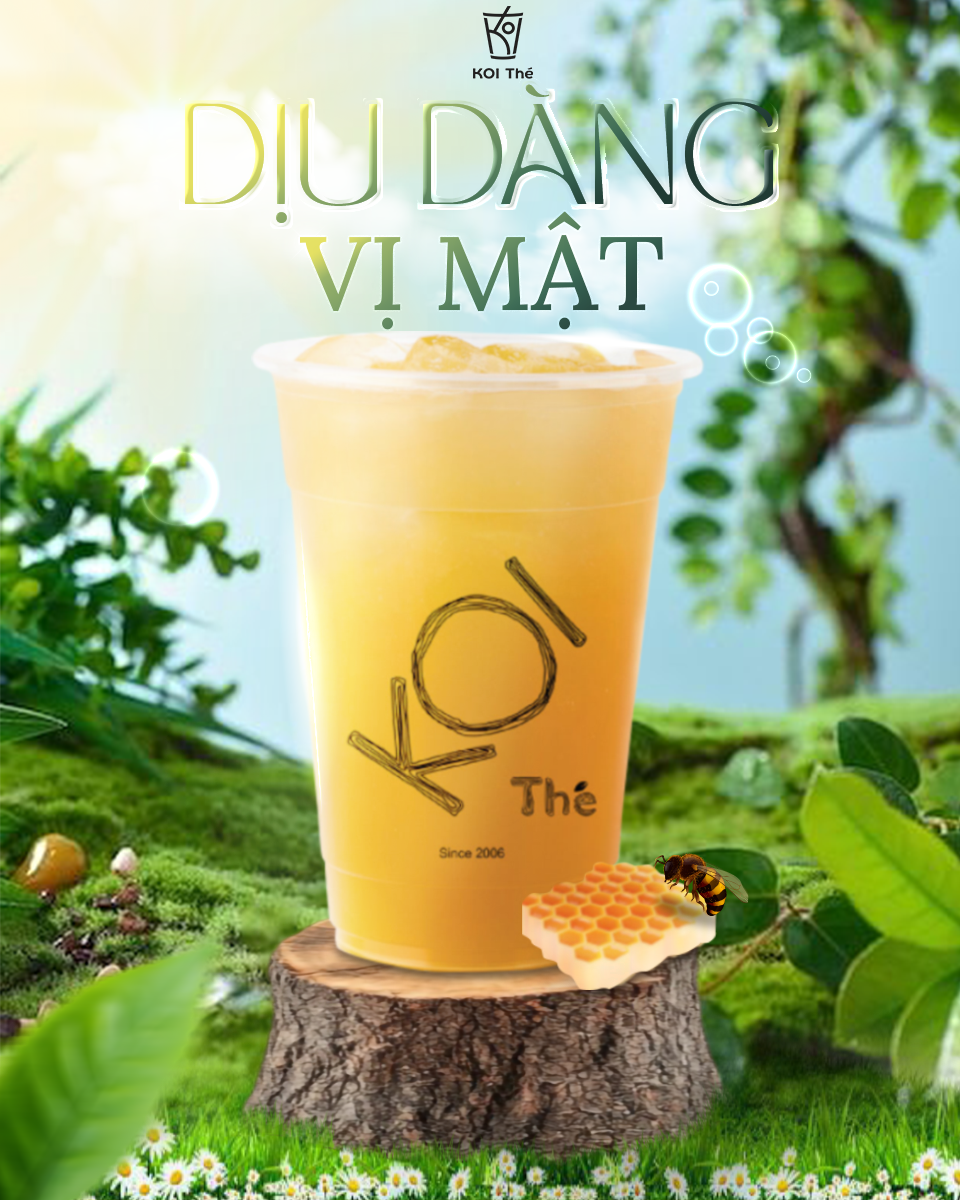 KOI Thé
DỊU DÀNG
VỊ MẬT
KOI
Thé
Since 2006